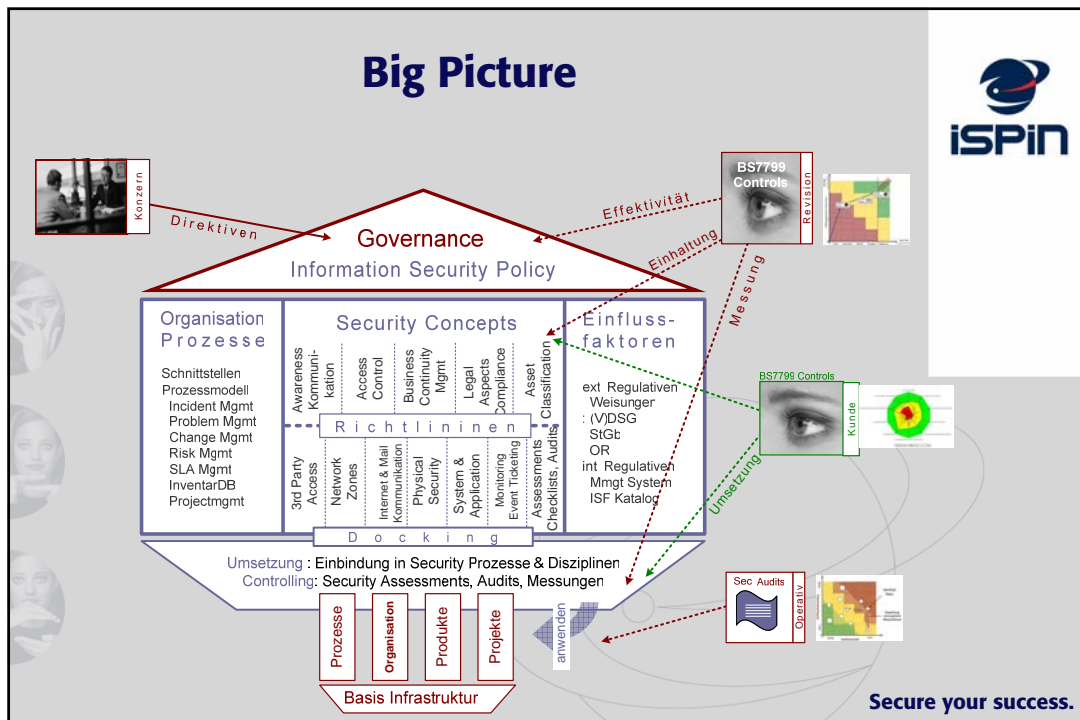 Big Picture
iSPiN
Konzern
Direktiven
Governance
Information Security Policy
Effektivität
BS7799
Controls
Revision
Einhaltung
Messung
Organisation
Prozesse
Schnittstellen
Prozessmodell
Incident Mgmt
Problem Mgmt
Change Mgmt
Risk Mgmt
SLA Mgmt
InventarDB
Projectmgmt
Security Concepts
Awareness
Kommuni-
kation
Access
Control
Business
Continuity
Mgmt
Legal
Aspects
Compliance
Asset
Classification
Richtlininen
3rd Party
Access
Network
Zones
Internet & Mail
Kommunikation
Physical
Security
System &
Application
Monitoring
Event Ticketing
Assessments
Checklists, Audits
Docking
Einfluss-
faktoren
ext Regulativen
Weisunger
: (V)DSG
StGb
OR
int Regulativen
Mmgt System
ISF Katalog
BS7799 Controls
Kunde
Umsetzung
Umsetzung : Einbindung in Security Prozesse & Disziplinen
Controlling: Security Assessments, Audits, Messungen
Prozesse
Organisation
Produkte
Projekte
anwenden
Basis Infrastruktur
Sec Audits
Operativ
Secure your success.